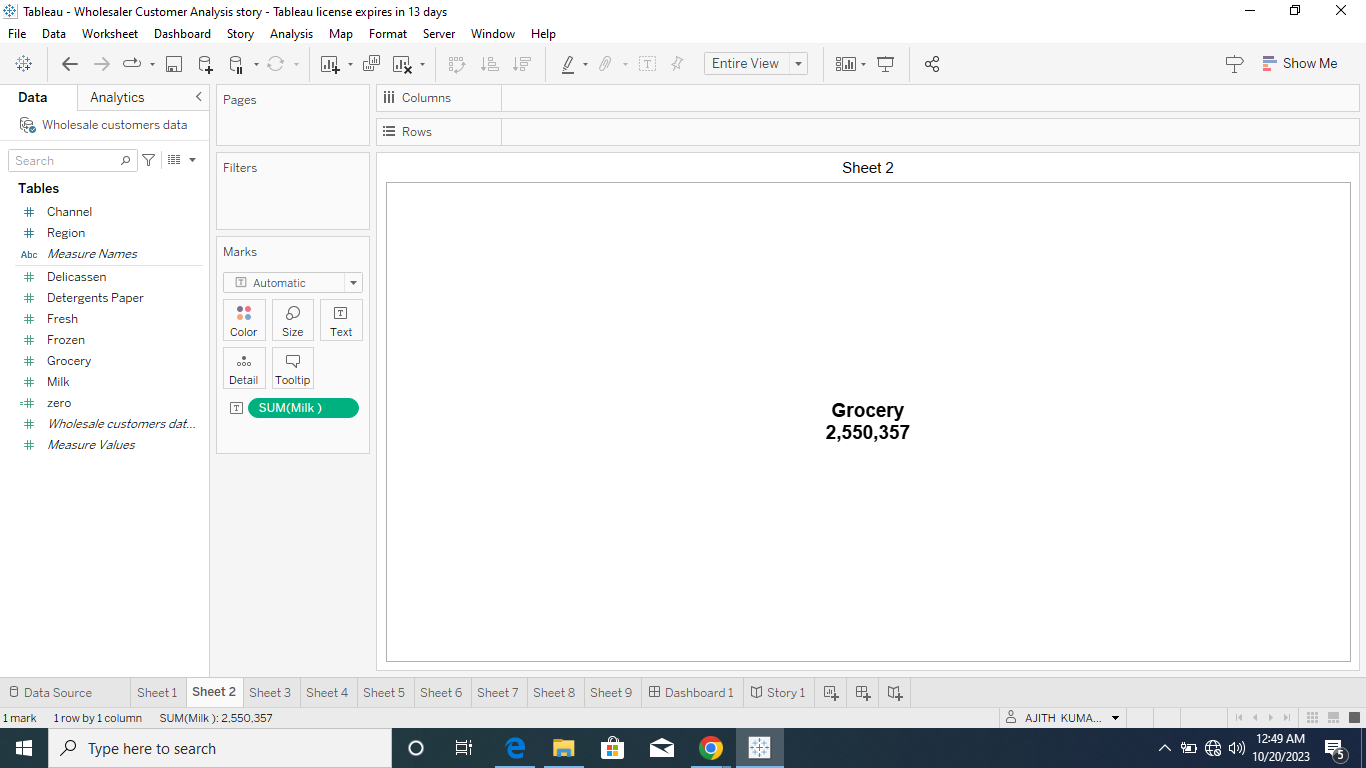 Tableau - Wholesaler Customer Analysis story - Tableau license expires in 13 days
File Data Worksheet Dashboard Story Analysis Map Format Server Window Help
Entire View
Show Me
Data Analytics
Wholesale customers data
Search
Tables
Channel
Region
Abc Measure Names
Delicassen
Detergents Paper
Fresh
Frozen
Grocery
Milk
zero
Wholesale customers dat...
Measure Values
Pages
Filters
Marks
T Automatic
Color Size Text
Detail Tooltip
T SUM(Milk )
Columns
Rows
Sheet 2
Grocery
2,550,357
Data Source Sheet 1 Sheet 2 Sheet 3 Sheet 4 Sheet 5 Sheet 6 Sheet 7 Sheet 8 Sheet 9 Dashboard 1 Story 1
1 mark 1 row by 1 column SUM(Milk ): 2,550,357 AJITH KUMA...
Type here to search
12:49 AM
10/20/2023
5